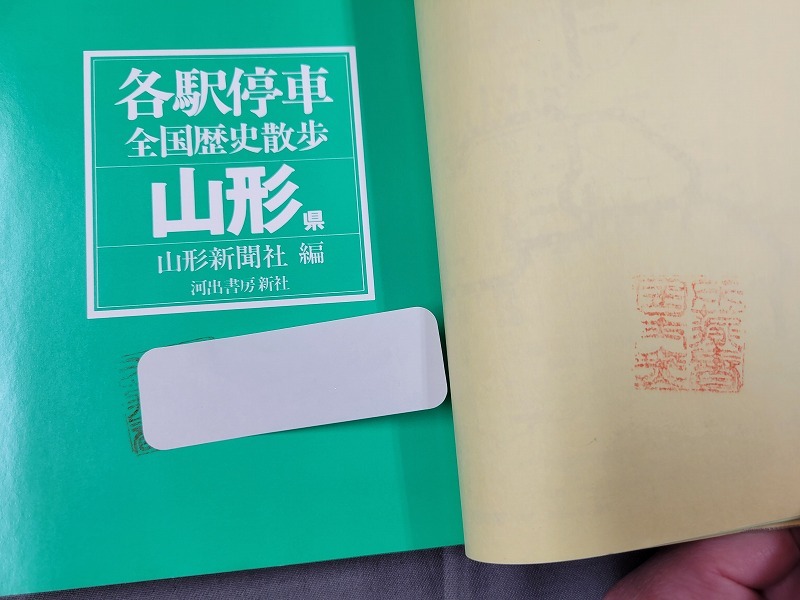 各駅停車
全国歴史散歩
山形県
山形新聞社 編
河出書房新社